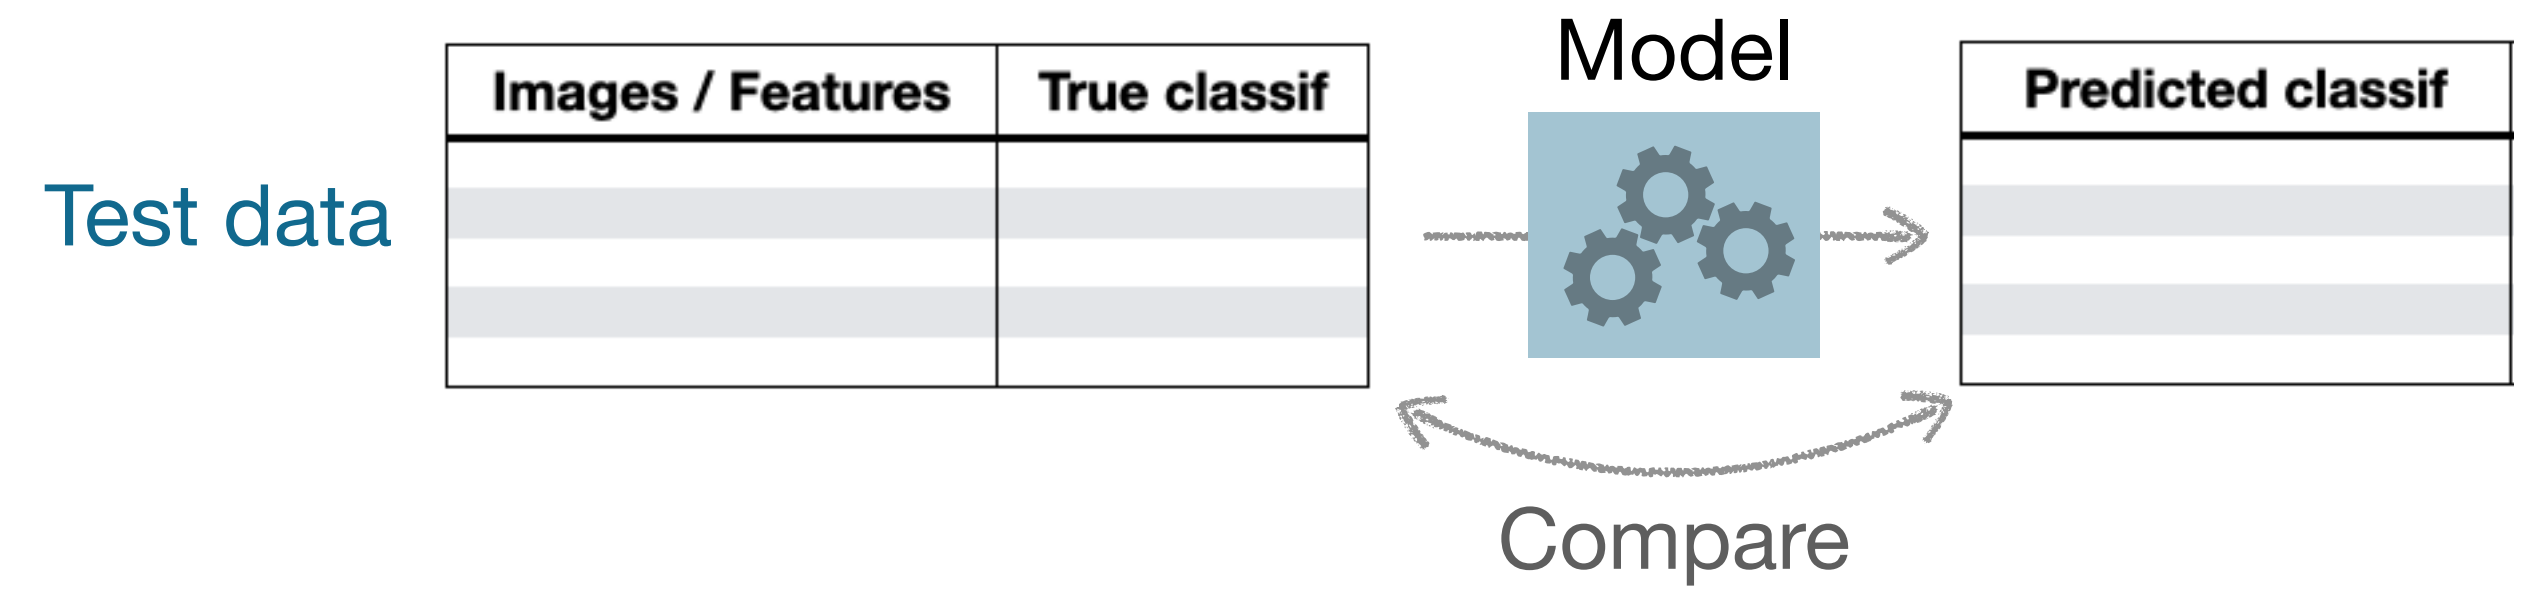 Model
Images / Features
True classif
Predicted classif
Test data
Compare